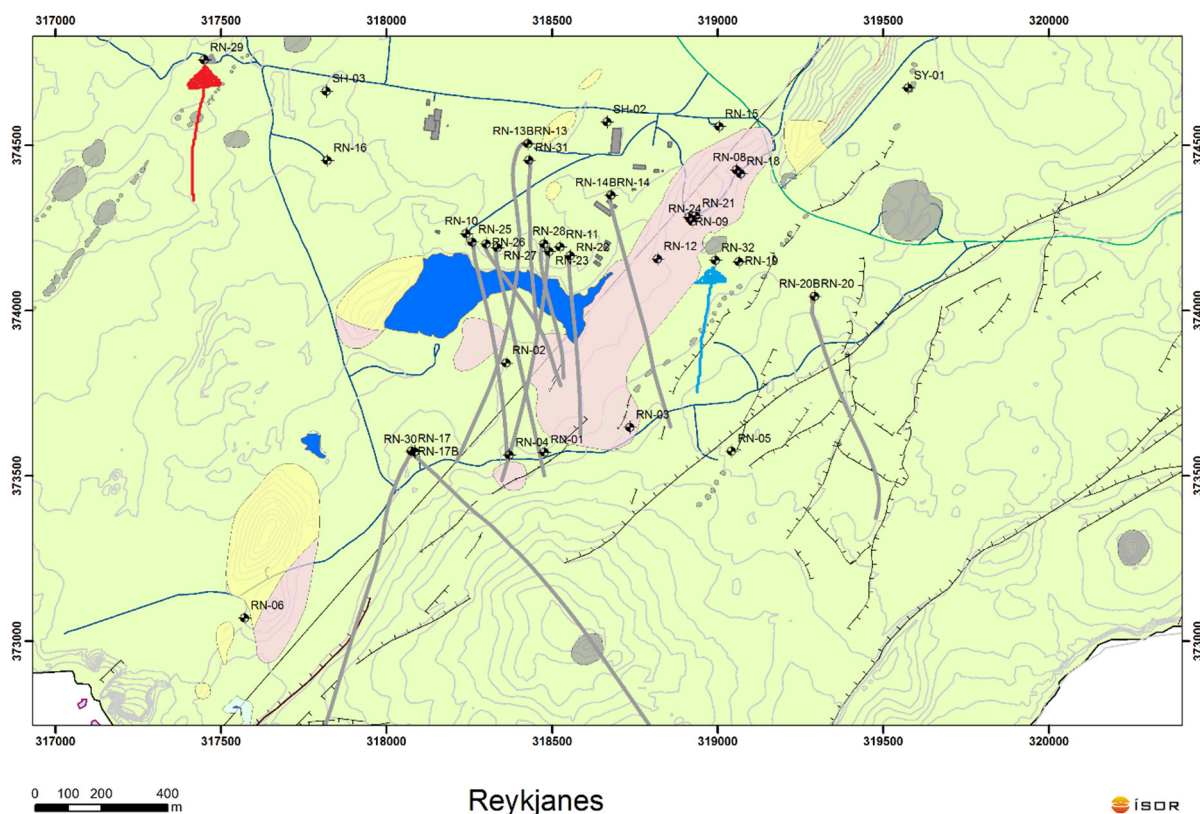 317000 317500 318000 318500 319000 319500 320000
RN-29
SH-03
SY-01
SH-02
RN-15
RN-13BRN-13
374500 374500
RN-16
RN-31
RN-08 RN-18
RN-14BRN-14
RN-10
RN-25
RN-26
RN-27
RN-28
RN-11
RN-22
RN-23
RN-24
RN-21
RN-09
RN-12
RN-32
RN-19
RN-20BRN-20
374000 374000
RN-02
RN-03
RN-30 RN-17
RN-17B
RN-04
RN-01
RN-05
373500 373500
RN-06
373000 373000
317000 317500 318000 318500 319000 319500 320000
0 100 200 400
m
Reykjanes
ÍSOR